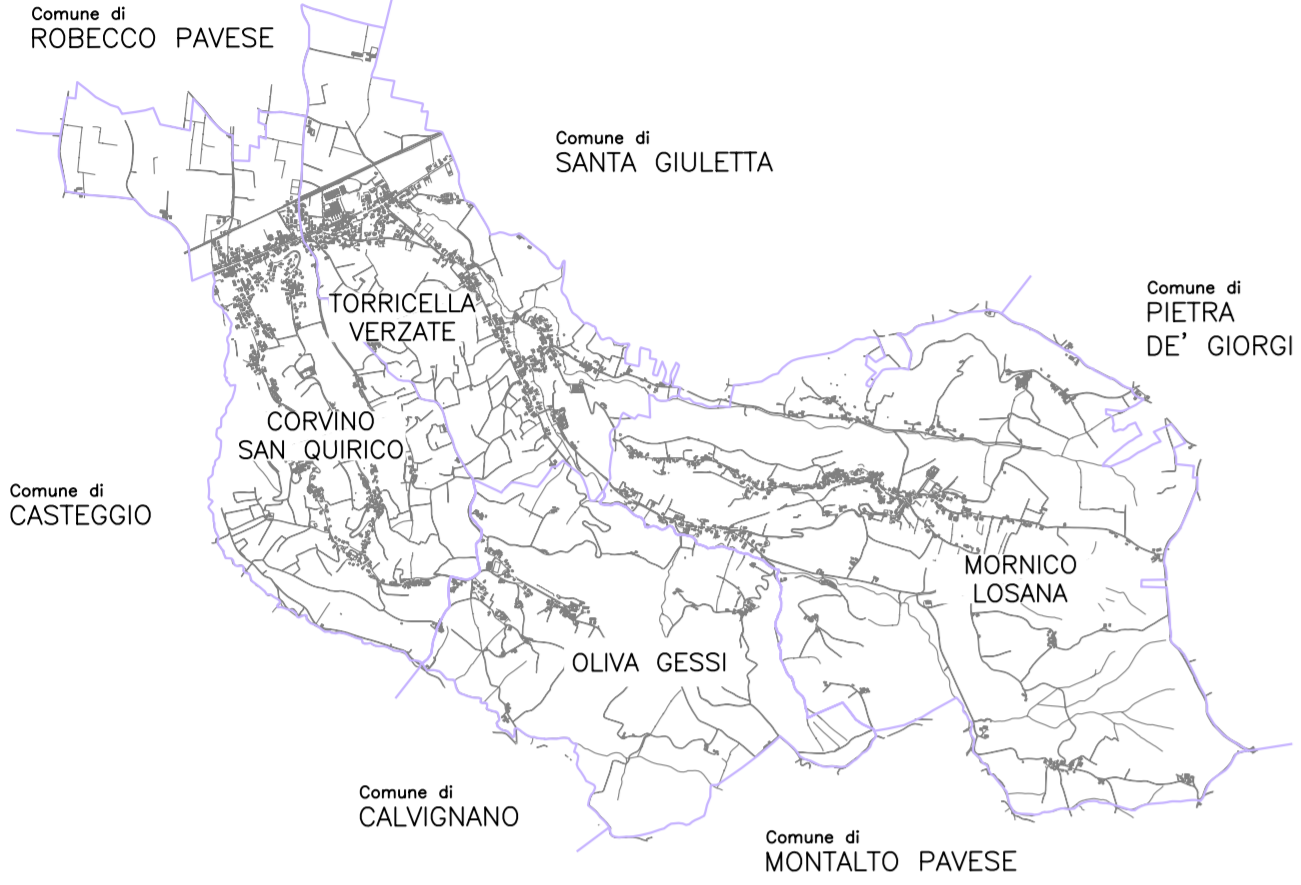 Comune di
ROBECCO PAVESE
Comune di
SANTA GIULETTA
Comune di
PIETRA
DE' GIORGI
TORRICELLA
VERZATE
CORVINO
SAN QUIRICO
Comune di
CASTEGGIO
MORNICO
LOSANA
OLIVA GESSI
Comune di
CALVIGNANO
Comune di
MONTALTO PAVESE